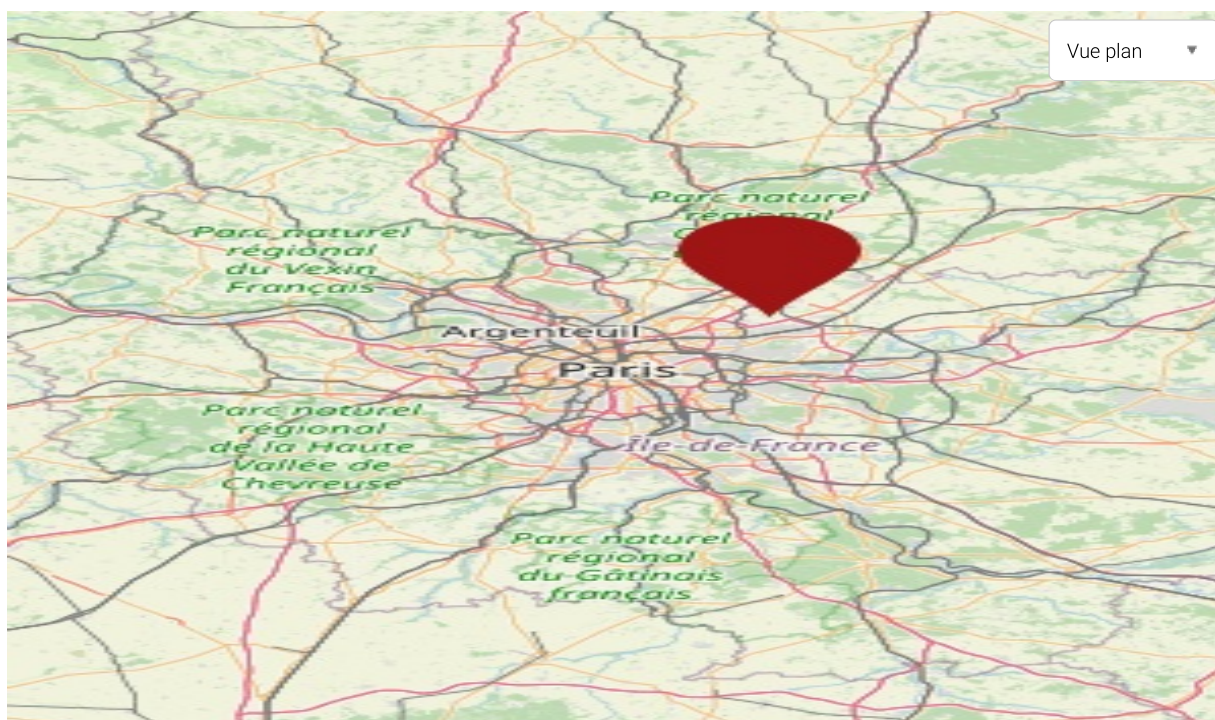 Vue plan
Parc naturel
régional
Parc naturel
régional
du Vexin
Français
Argenteuil
Paris
Parc naturel
régional
de la Haute
Vallée de
Chevreuse
Île-de-France
Parc naturel
régional
du Gâtinais
français